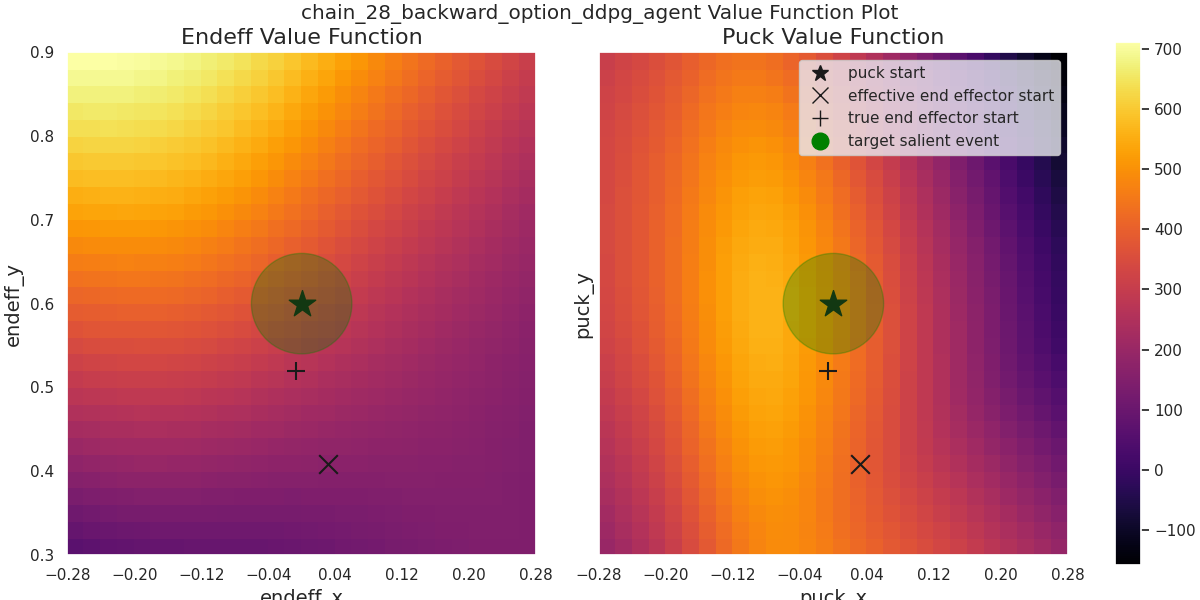 chain_28_backward_option_ddpg_agent Value Function Plot
Endeff Value Function
Puck Value Function
0.9
0.8
0.7
0.6
0.5
0.4
0.3
endeff_y
−0.28 −0.20 −0.12 −0.04 0.04 0.12 0.20 0.28
endeff_x
puck_y
puck start
effective end effector start
true end effector start
target salient event
−0.28 −0.20 −0.12 −0.04 0.04 0.12 0.20 0.28
puck_x
700
600
500
400
300
200
100
0
−100